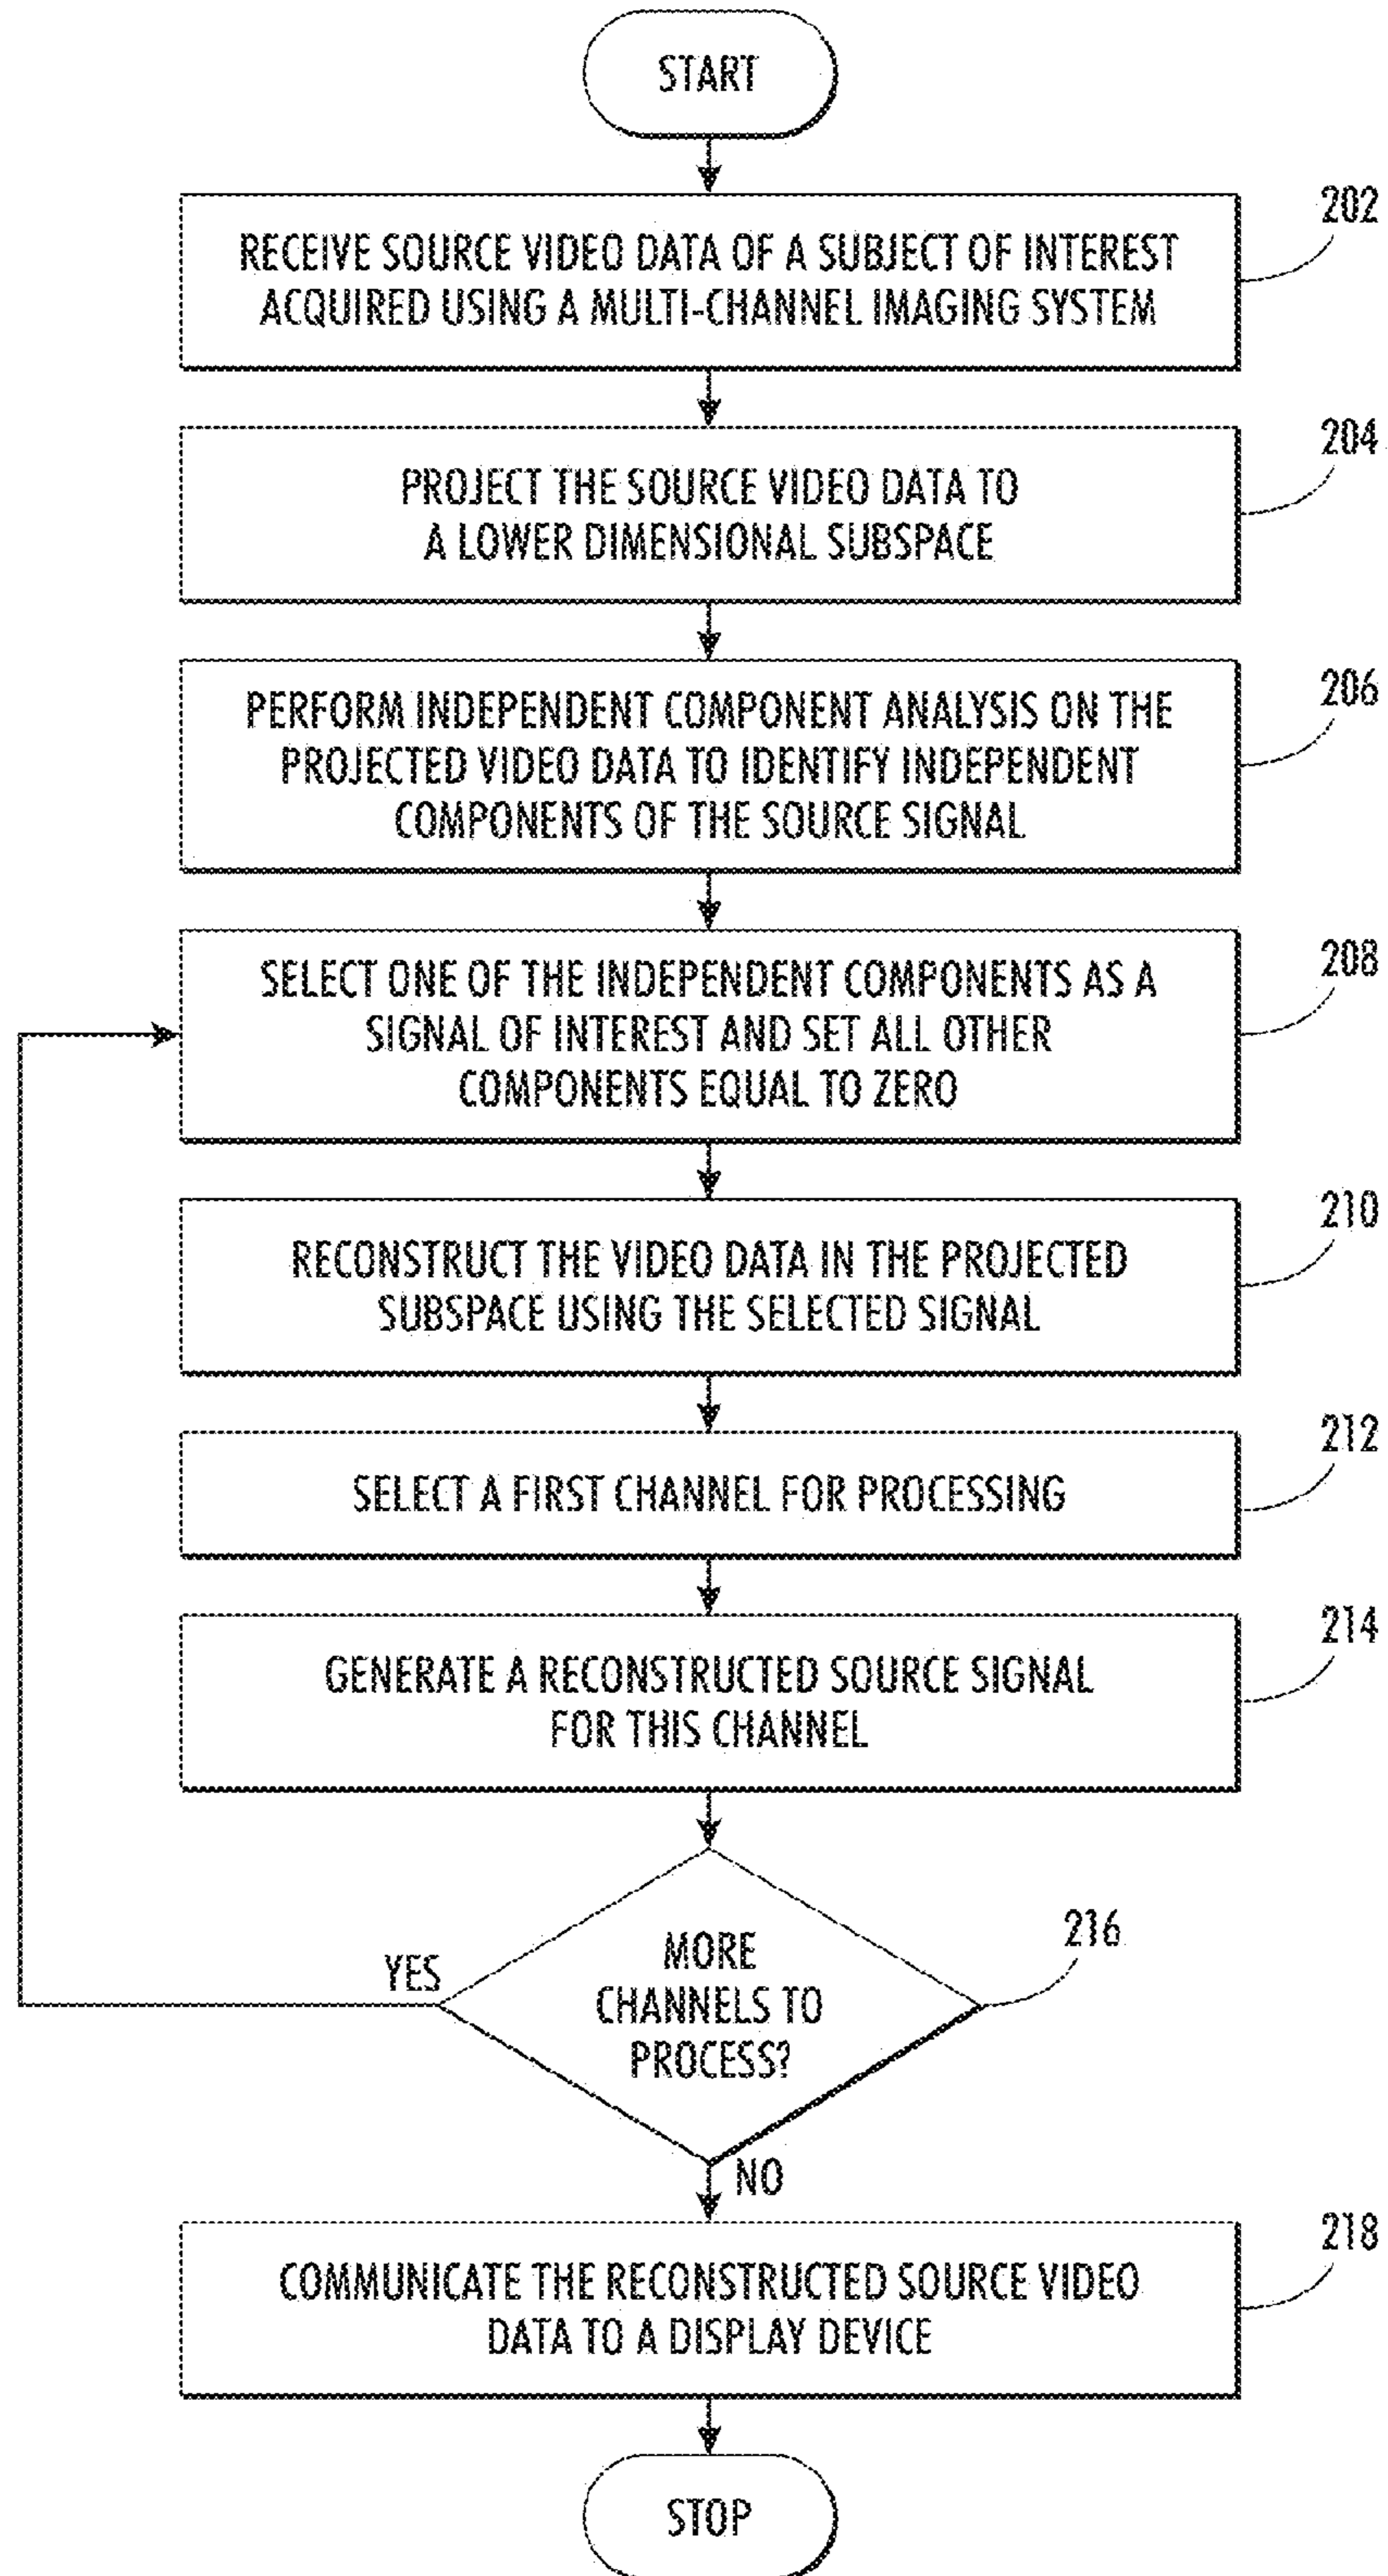 START
202
RECEIVE SOURCE VIDEO DATA OF A SUBJECT OF INTEREST
ACQUIRED USING A MULTI-CHANNEL IMAGING SYSTEM
204
PROJECT THE SOURCE VIDEO DATA TO
A LOWER DIMENSIONAL SUBSPACE
206
PERFORM INDEPENDENT COMPONENT ANALYSIS ON THE
PROJECTED VIDEO DATA TO IDENTIFY INDEPENDENT
COMPONENTS OF THE SOURCE SIGNAL
208
SELECT ONE OF THE INDEPENDENT COMPONENTS AS A
SIGNAL OF INTEREST AND SET ALL OTHER
COMPONENTS EQUAL TO ZERO
210
RECONSTRUCT THE VIDEO DATA IN THE PROJECTED
SUBSPACE USING THE SELECTED SIGNAL
212
SELECT A FIRST CHANNEL FOR PROCESSING
214
GENERATE A RECONSTRUCTED SOURCE SIGNAL
FOR THIS CHANNEL
216
YES
MORE
CHANNELS TO
PROCESS?
NO
218
COMMUNICATE THE RECONSTRUCTED SOURCE VIDEO
DATA TO A DISPLAY DEVICE
STOP